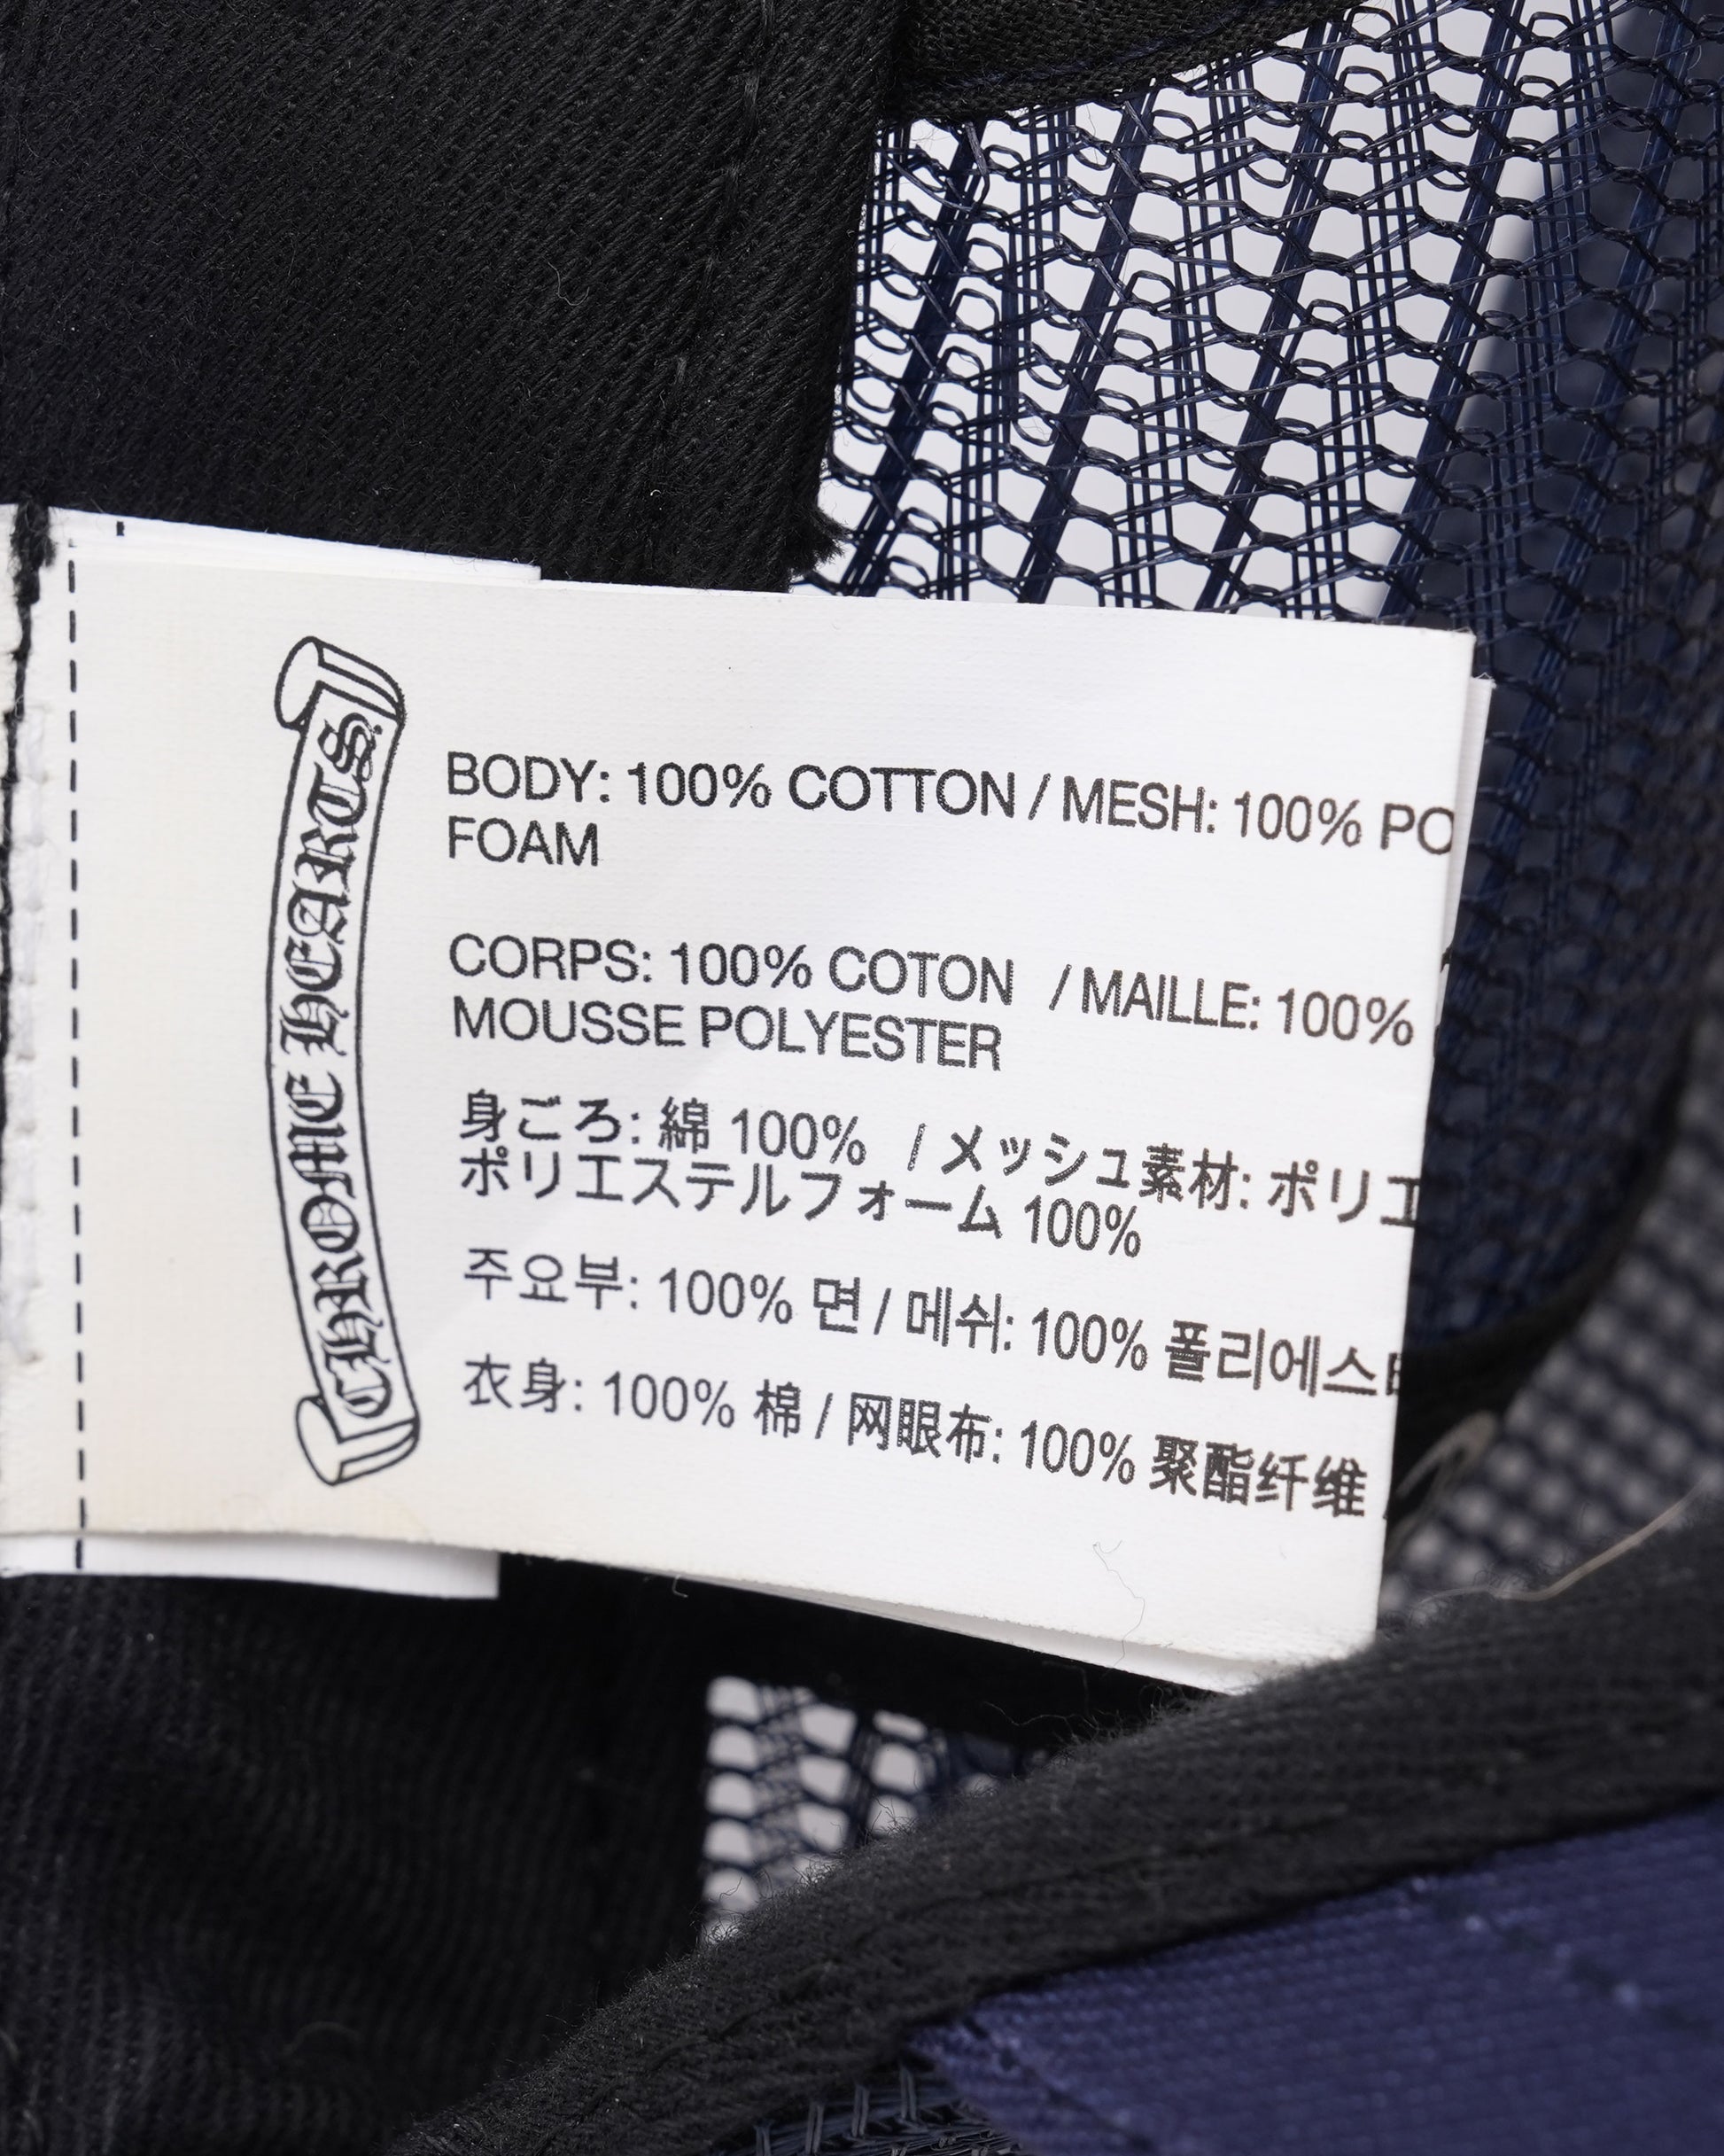 CHROME HEARTS
BODY: 100% COTTON / MESH: 100% PO
FOAM
CORPS: 100% COTON / MAILLE: 100%
MOUSSE POLYESTER
身ごろ: 綿 100% / メッシュ素材: ポリエ
ポリエステルフォーム 100%
주요부: 100% 면 / 메쉬: 100% 폴리에스
衣身: 100% 棉 / 网眼布: 100% 聚酯纤维